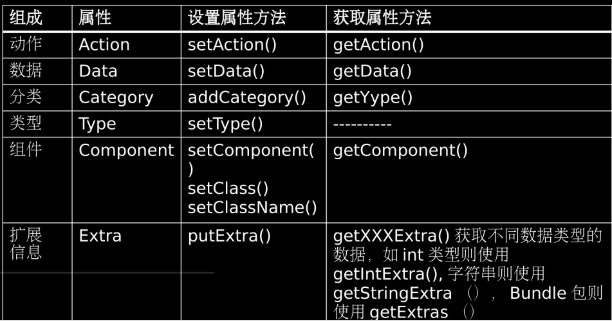 组成 属性 设置属性方法 获取属性方法
动作 Action setAction() getAction()
数据 Data setData() getData()
分类 Category addCategory() getYype()
类型 Type setType() ----------
组件 Component setComponent( getComponent()
)
setClass()
setClassName()
扩展 Extra putExtra() getXXXExtra() 获取不同数据类型的
信息 数据，如 int 类型则使用
getIntExtra(), 字符串则使用
getStringExtra （）， Bundle 包则
使用 getExtras （）